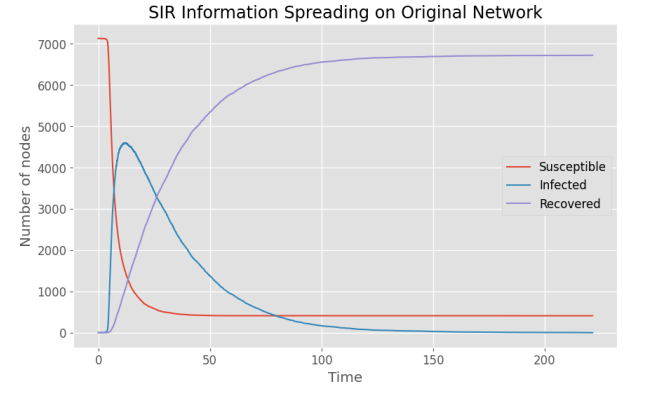 SIR Information Spreading on Original Network
Number of nodes
7000
6000
5000
4000
3000
2000
1000
0
Susceptible
Infected
Recovered
0
50
100
150
200
Time